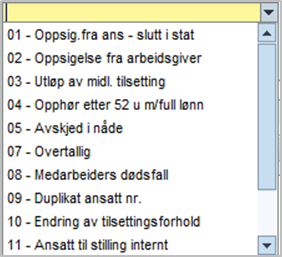 01 - Oppsig.fra ans - slutt i stat
02 - Oppsigelse fra arbeidsgiver
03 - Utløp av midl. tilsetting
04 - Opphør etter 52 u m/full lønn
05 - Avskjed i nåde
07 - Overtallig
08 - Medarbeiders dødsfall
09 - Duplikat ansatt nr.
10 - Endring av tilsettingsforhold
11 - Ansatt til stilling internt